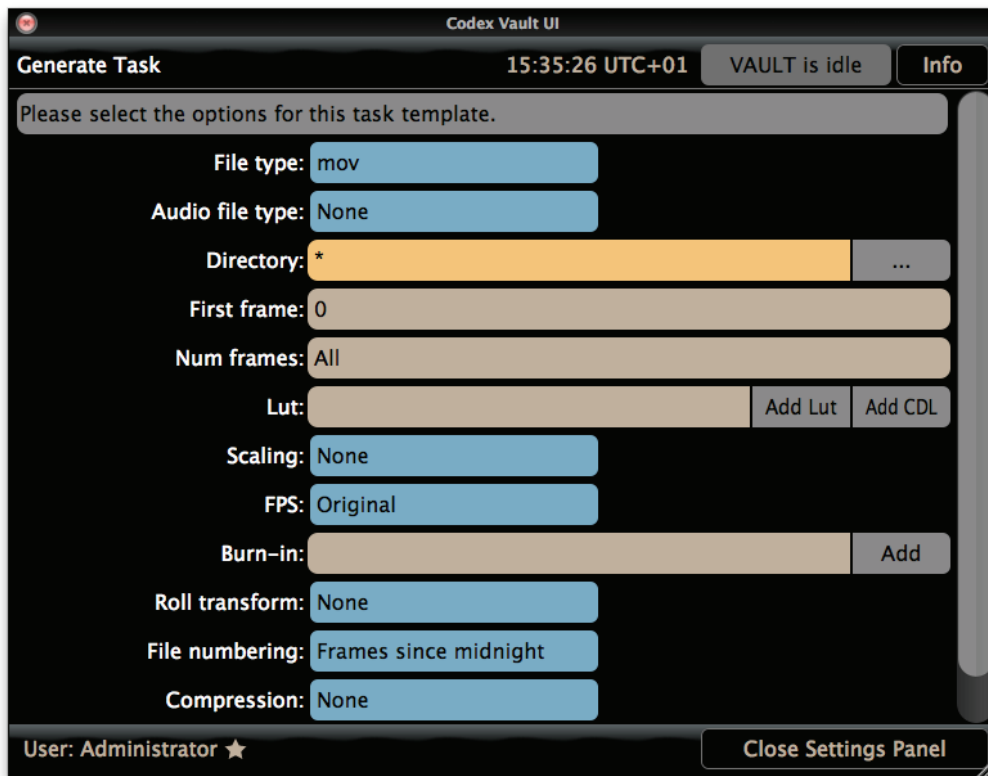 Codex Vault UI
Generate Task 15:35:26 UTC+01 VAULT is idle Info
Please select the options for this task template.
File type: mov
Audio file type: None
Directory: * ...
First frame: 0
Num frames: All
Lut: Add Lut Add CDL
Scaling: None
FPS: Original
Burn-in: Add
Roll transform: None
File numbering: Frames since midnight
Compression: None
User: Administrator ★ Close Settings Panel